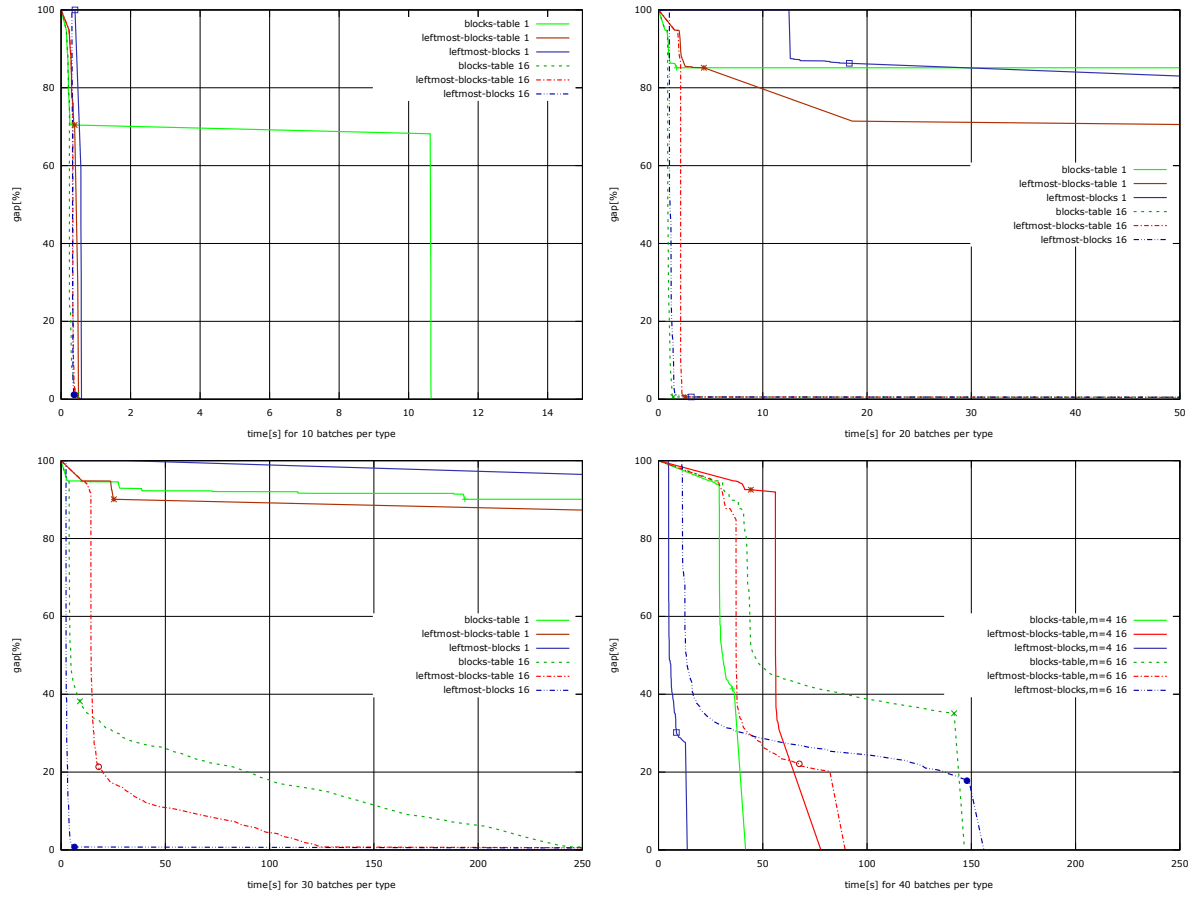 100
80
60
40
20
0
gap[%]
blocks-table 1
leftmost-blocks-table 1
leftmost-blocks 1
blocks-table 16
leftmost-blocks-table 16
leftmost-blocks 16
0 2 4 6 8 10 12 14
time[s] for 10 batches per type
100
80
60
40
20
0
gap[%]
blocks-table 1
leftmost-blocks-table 1
leftmost-blocks 1
blocks-table 16
leftmost-blocks-table 16
leftmost-blocks 16
0 10 20 30 40 50
time[s] for 20 batches per type
100
80
60
40
20
0
gap[%]
blocks-table 1
leftmost-blocks-table 1
leftmost-blocks 1
blocks-table 16
leftmost-blocks-table 16
leftmost-blocks 16
0 50 100 150 200 250
time[s] for 30 batches per type
100
80
60
40
20
0
gap[%]
blocks-table,m=4 16
leftmost-blocks-table,m=4 16
leftmost-blocks,m=4 16
blocks-table,m=6 16
leftmost-blocks-table,m=6 16
leftmost-blocks,m=6 16
0 50 100 150 200 250
time[s] for 40 batches per type